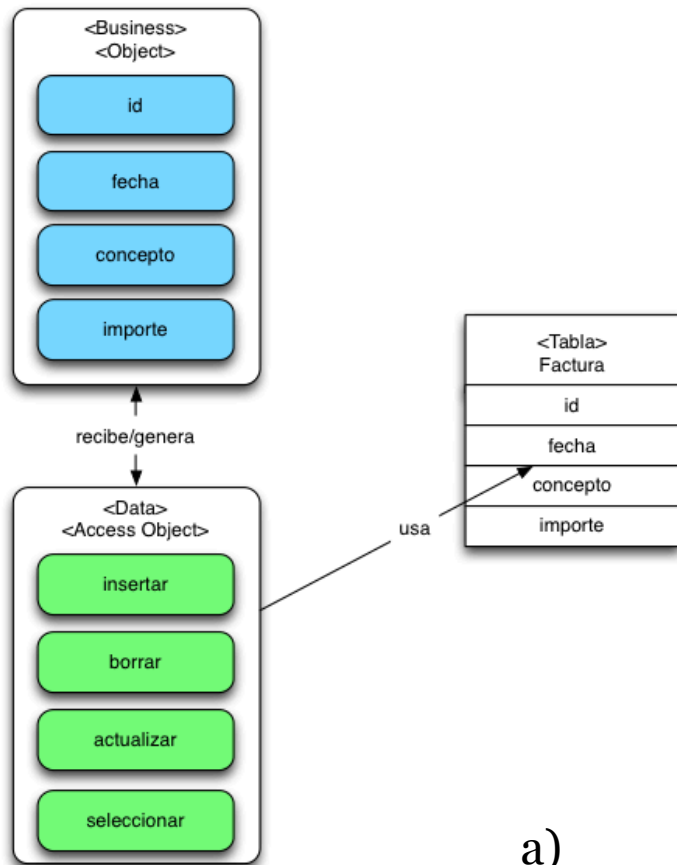 <Business>
<Object>
id
fecha
concepto
importe
recibe/genera
<Data>
<Access Object>
insertar
borrar
actualizar
seleccionar
usa
<Tabla>
Factura
id
fecha
concepto
importe
a)